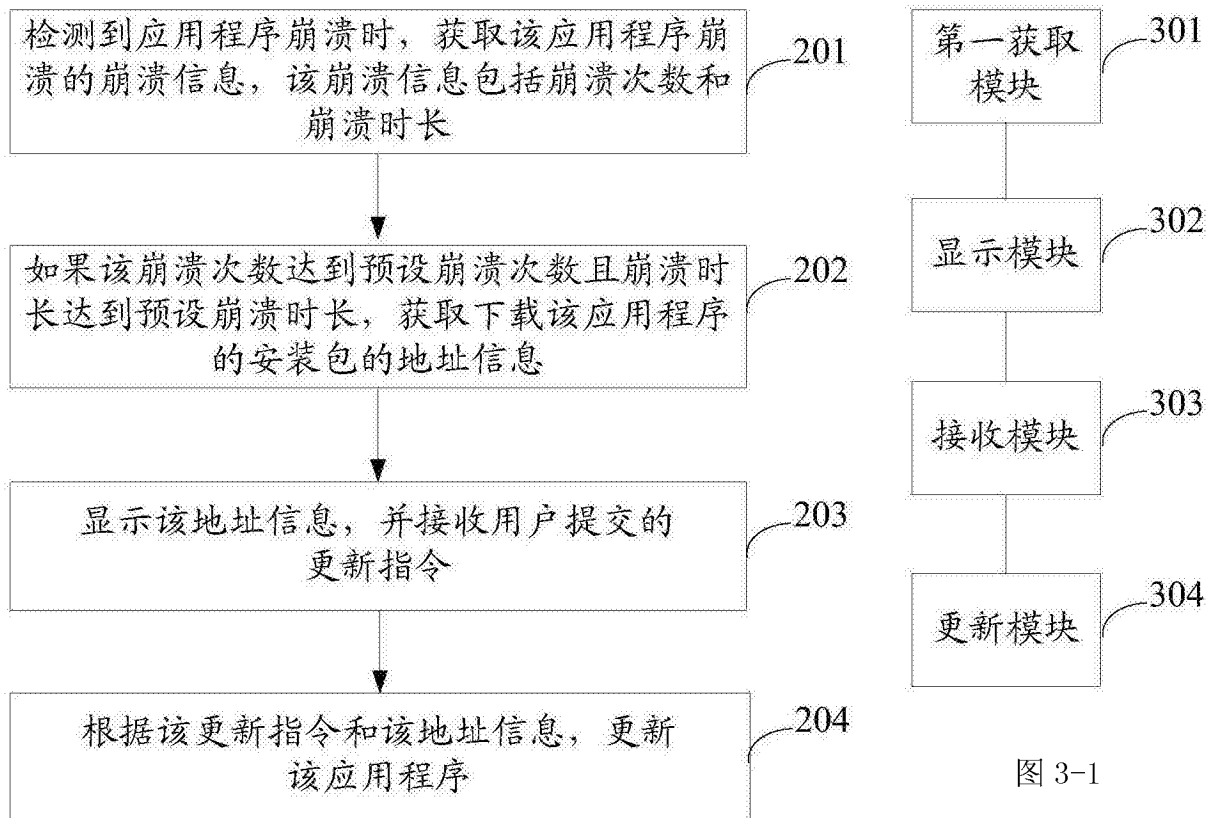 检测到应用程序崩溃时，获取该应用程序崩
溃的崩溃信息，该崩溃信息包括崩溃次数和
崩溃时长
201
如果该崩溃次数达到预设崩溃次数且崩溃时
长达到预设崩溃时长，获取下载该应用程序
的安装包的地址信息
202
显示该地址信息，并接收用户提交的
更新指令
203
根据该更新指令和该地址信息，更新
该应用程序
204
第一获取
模块
301
显示模块
302
接收模块
303
更新模块
304
图 3-1